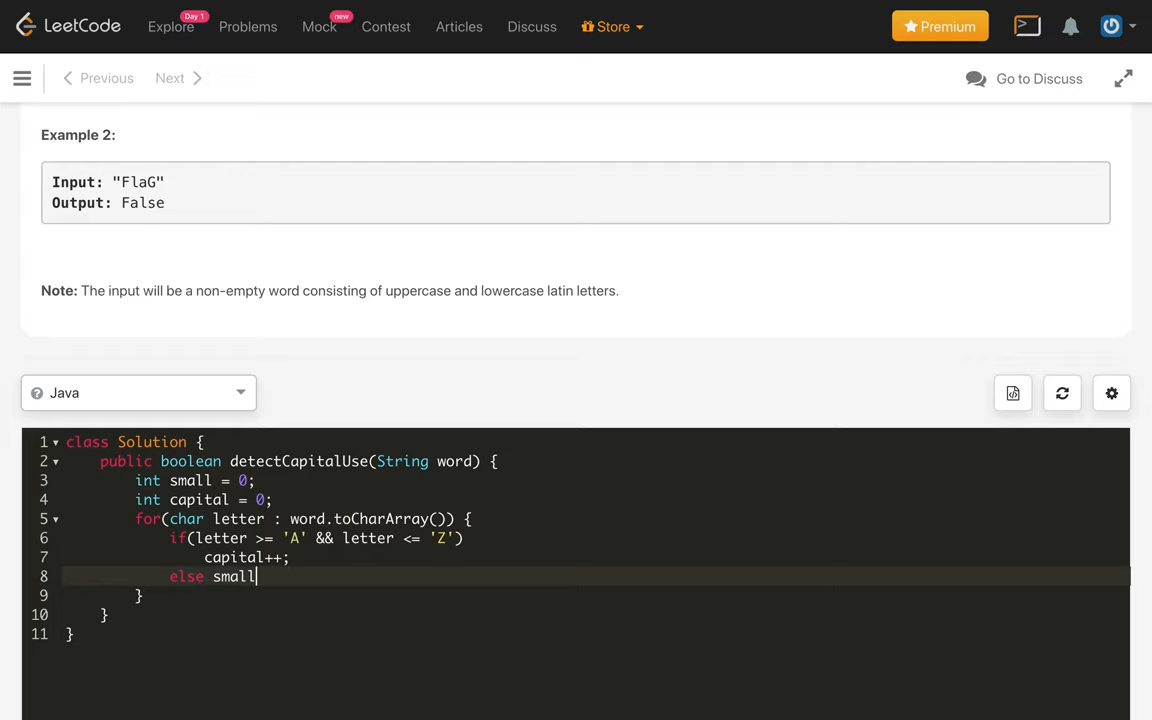 LeetCode Explore Day 1 Problems Mock new Contest Articles Discuss Store Premium
Previous Next Go to Discuss
Example 2:
Input: "FlaG"
Output: False
Note: The input will be a non-empty word consisting of uppercase and lowercase latin letters.
Java
1 class Solution {
2 public boolean detectCapitalUse(String word) {
3 int small = 0;
4 int capital = 0;
5 for(char letter : word.toCharArray()) {
6 if(letter >= 'A' && letter <= 'Z')
7 capital++;
8 else small
9 }
10 }
11 }